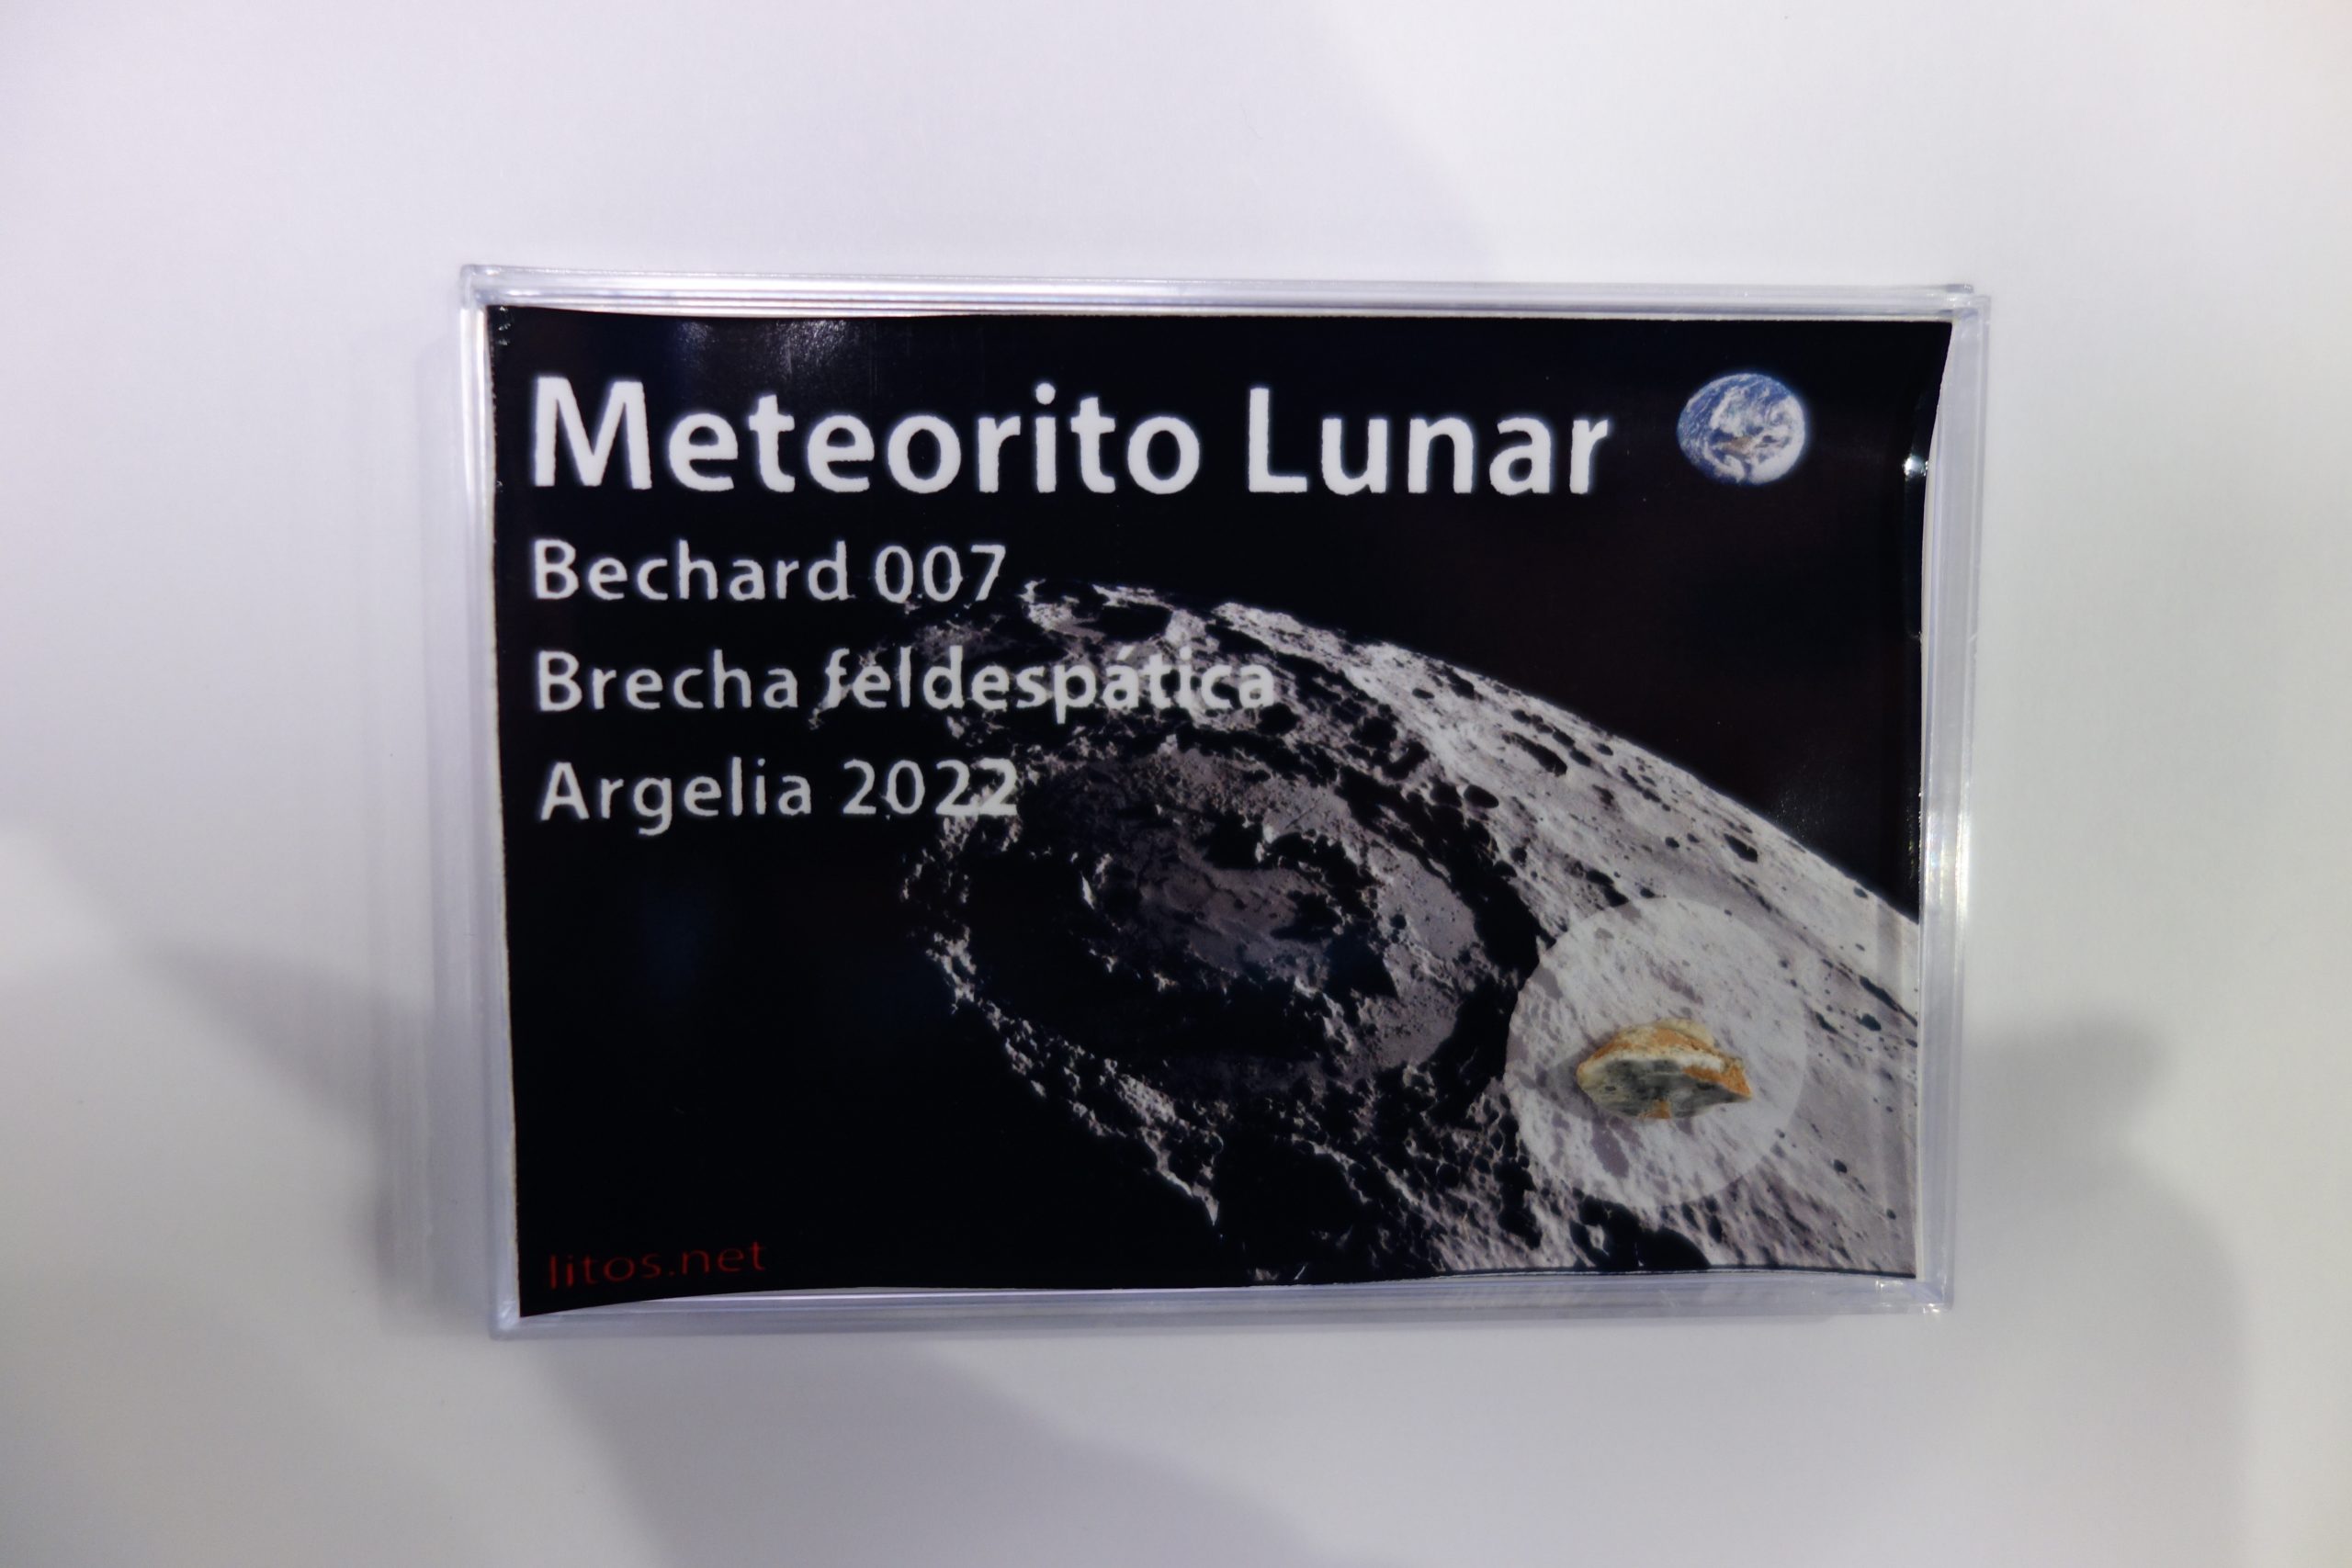 Meteorito Lunar
Bechard 007
Brecha feldespática
Argelia 2022
litos.net